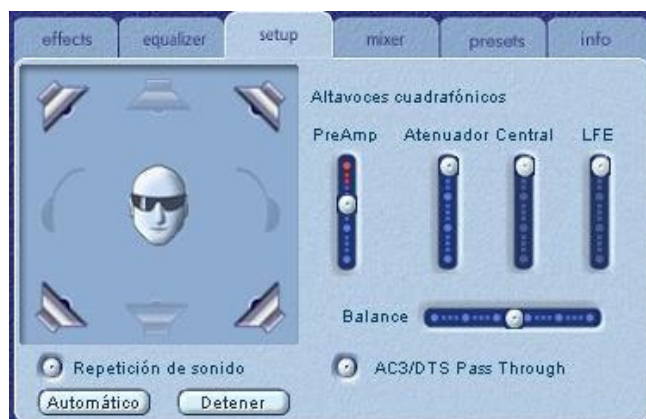 effects equalizer setup mixer presets info
Altavoces cuadrafónicos
PreAmp Atenuador Central LFE
Balance
Repetición de sonido AC3/DTS Pass Through
Automático Detener